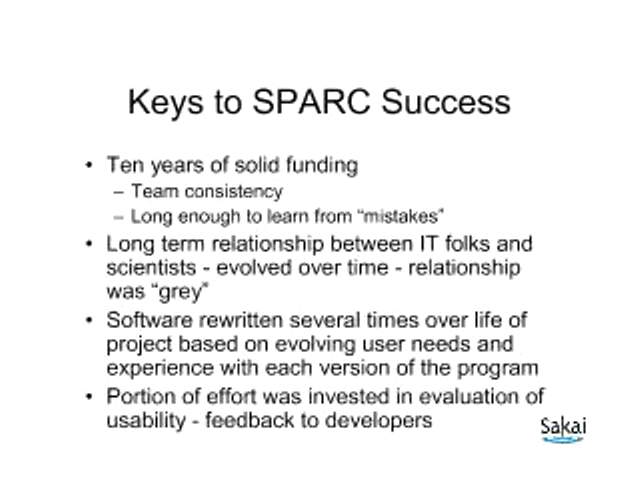 Keys to SPARC Success
• Ten years of solid funding
– Team consistency
– Long enough to learn from “mistakes”
• Long term relationship between IT folks and
scientists - evolved over time - relationship
was “grey”
• Software rewritten several times over life of
project based on evolving user needs and
experience with each version of the program
• Portion of effort was invested in evaluation of
usability - feedback to developers
Sakai